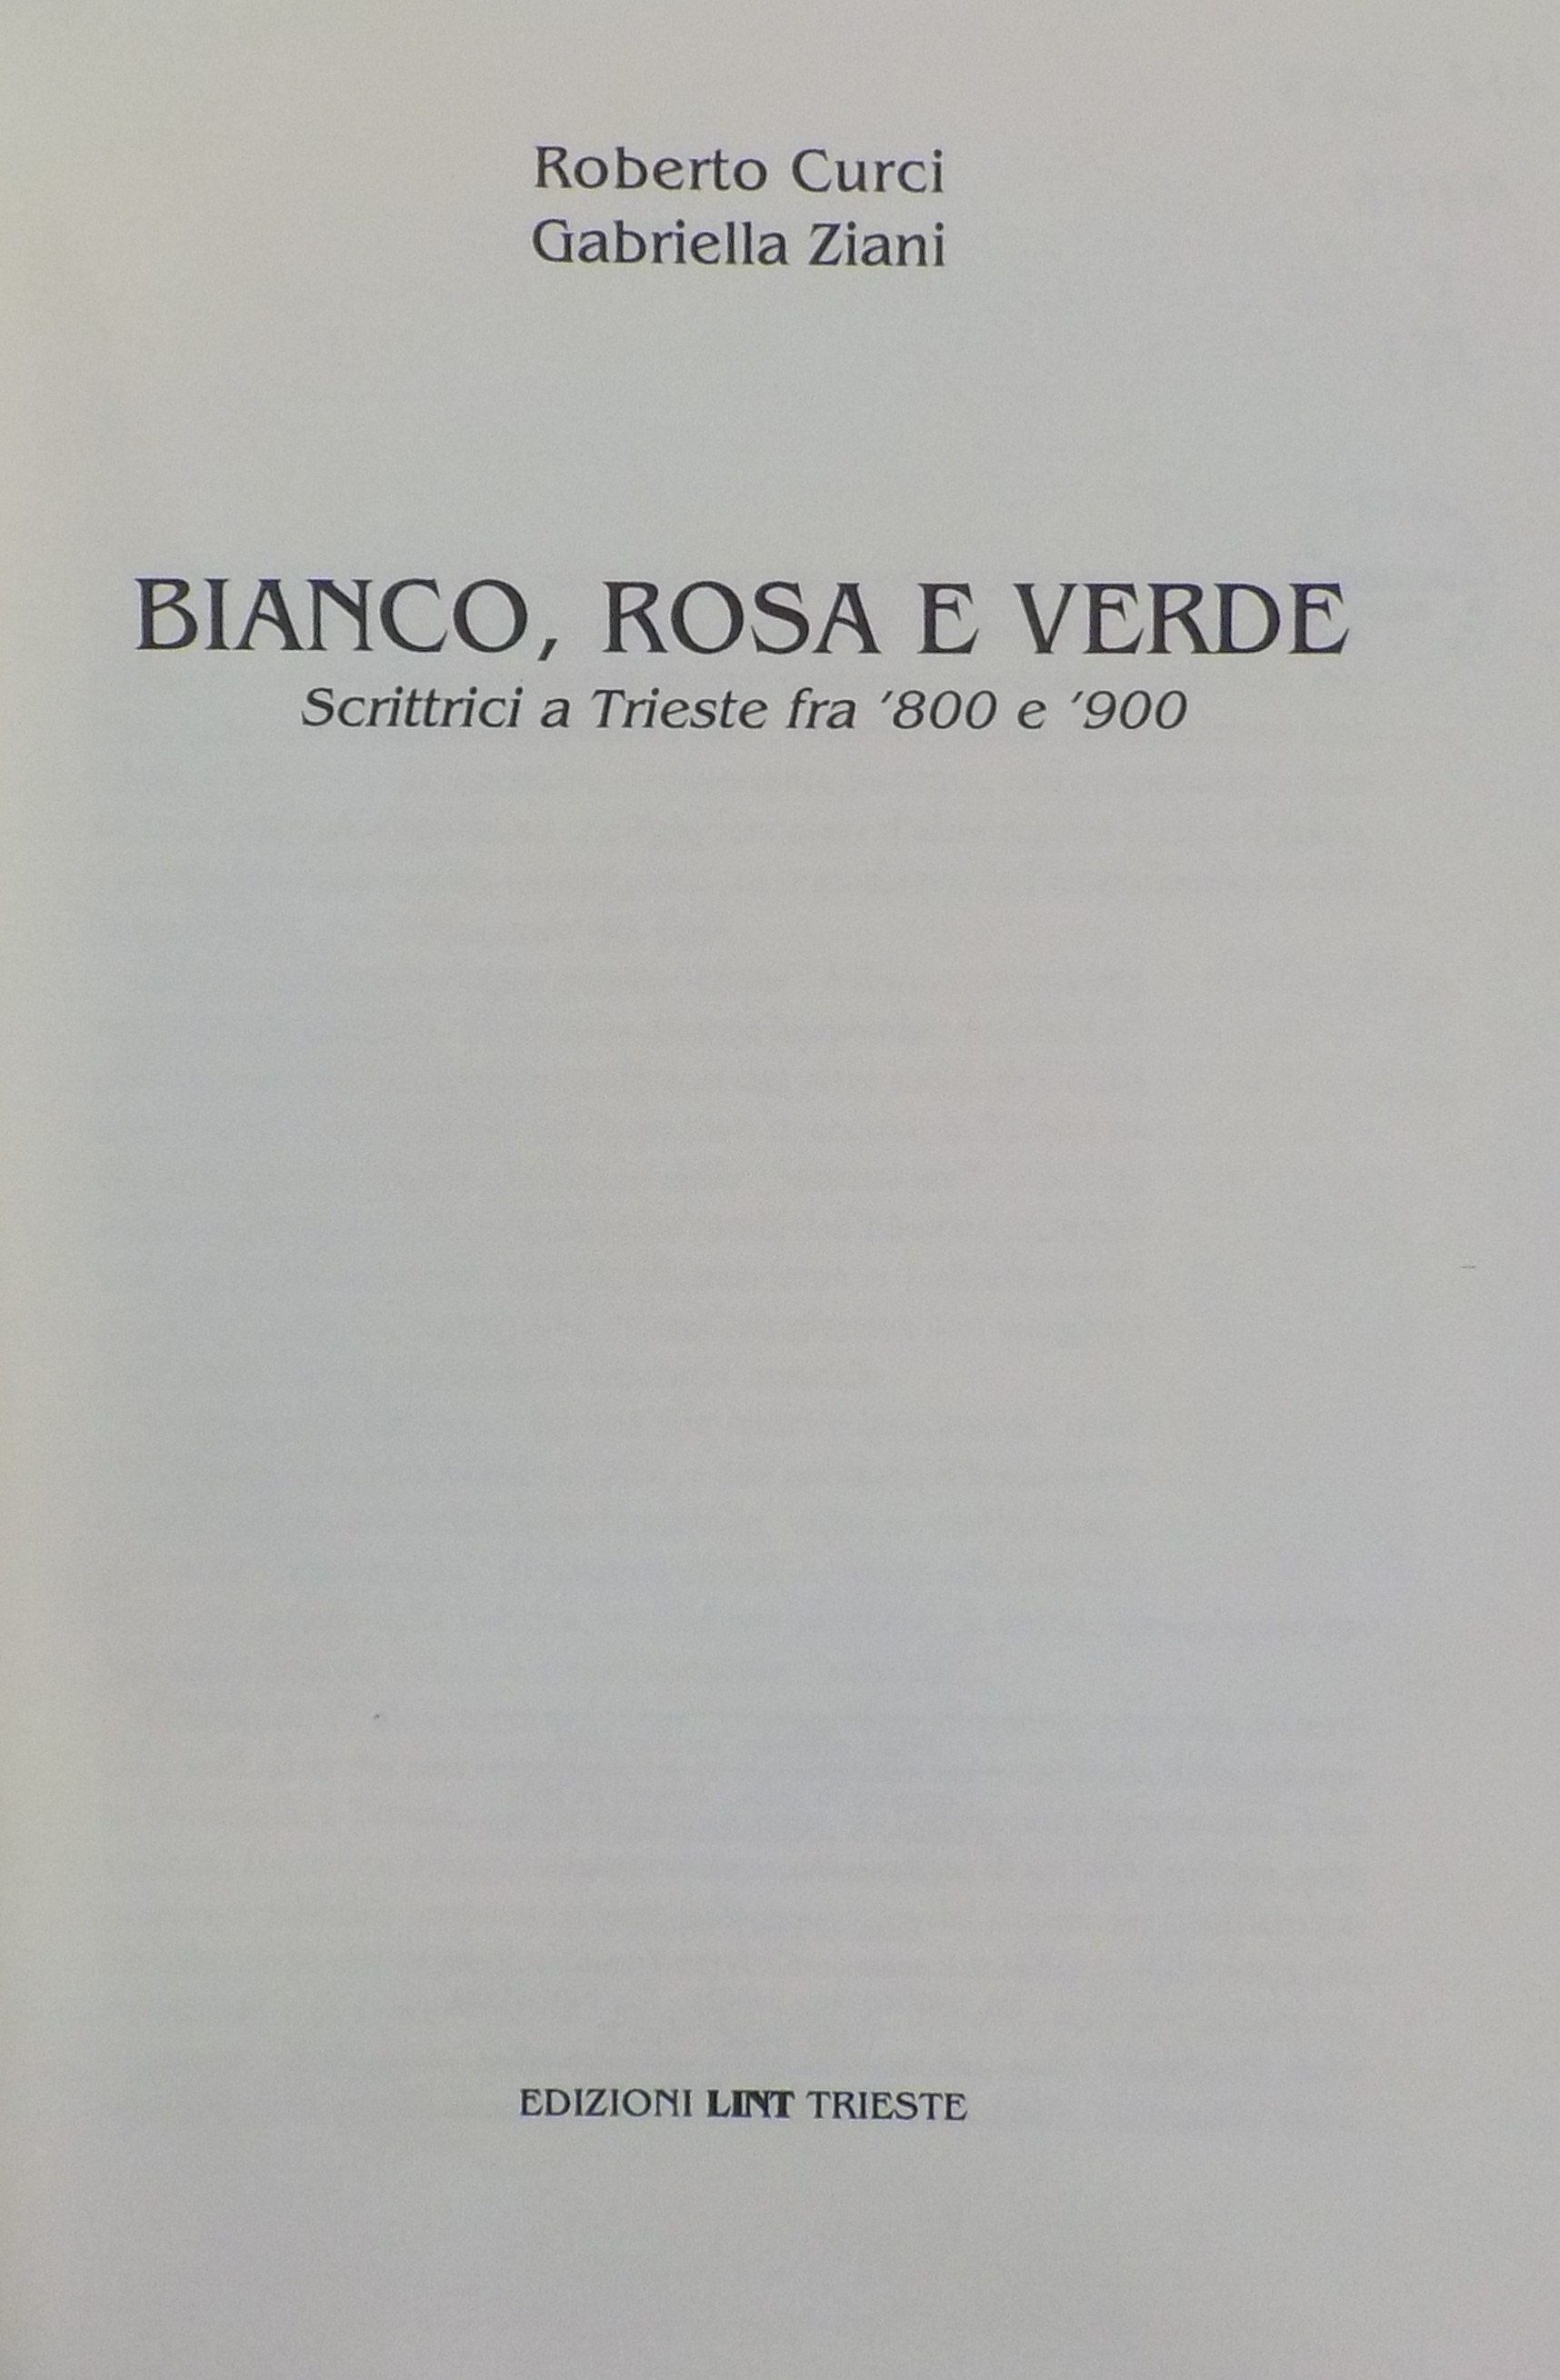 Roberto Curci
Gabriella Ziani
BIANCO, ROSA E VERDE
Scrittrici a Trieste fra '800 e '900
EDIZIONI LINT TRIESTE